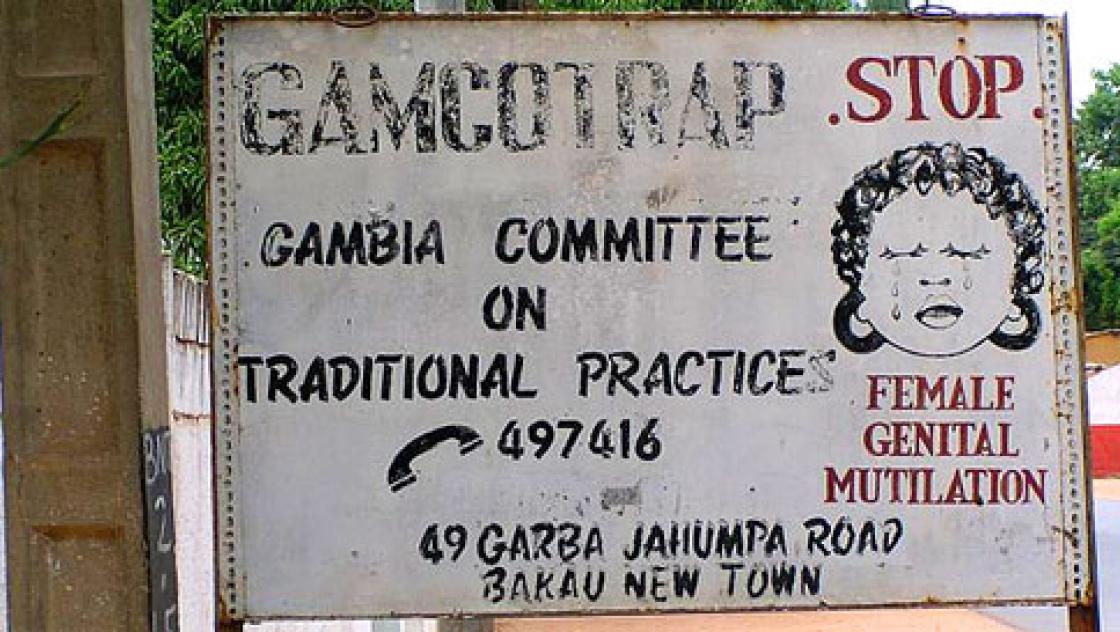 GAMCOTRAP
GAMBIA COMMITTEE
ON
TRADITIONAL PRACTICES
497416
49 GARBA JAHUMPA ROAD
BAKAU NEW TOWN
.STOP.
FEMALE
GENITAL
MUTILATION